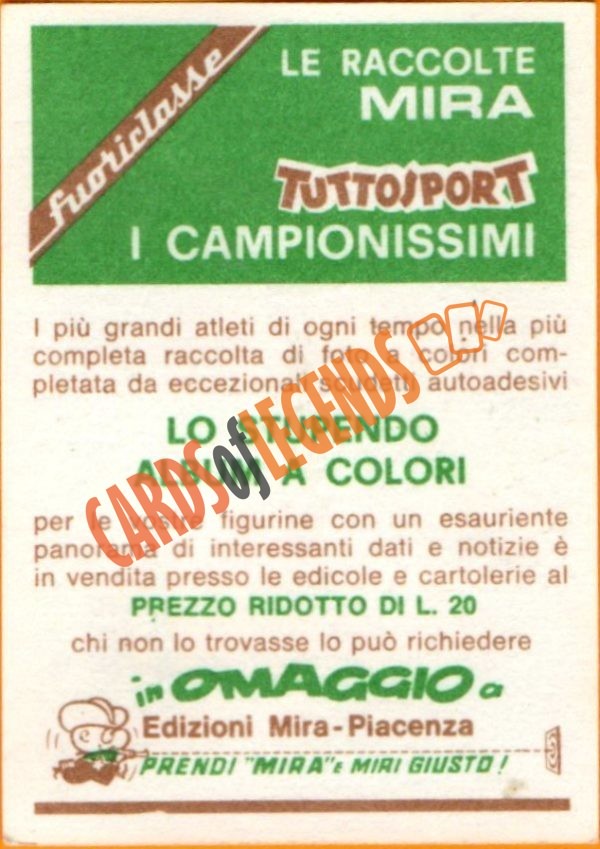 fuoriclasse
LE RACCOLTE
MIRA
TUTTOSPORT
I CAMPIONISSIMI
I più grandi atleti di ogni tempo nella più
completa raccolta di foto a colori com-
pletata da eccezionali scudetti autoadesivi
LO STUPENDO
ALBUM A COLORI
CARDS of LEGENDS
per le vostre figurine con un esauriente
panorama di interessanti dati e notizie è
in vendita presso le edicole e cartolerie al
PREZZO RIDOTTO DI L. 20
chi non lo trovasse lo può richiedere
in OMAGGIO a
Edizioni Mira-Piacenza
PRENDI "MIRA" E MIRI GIUSTO!